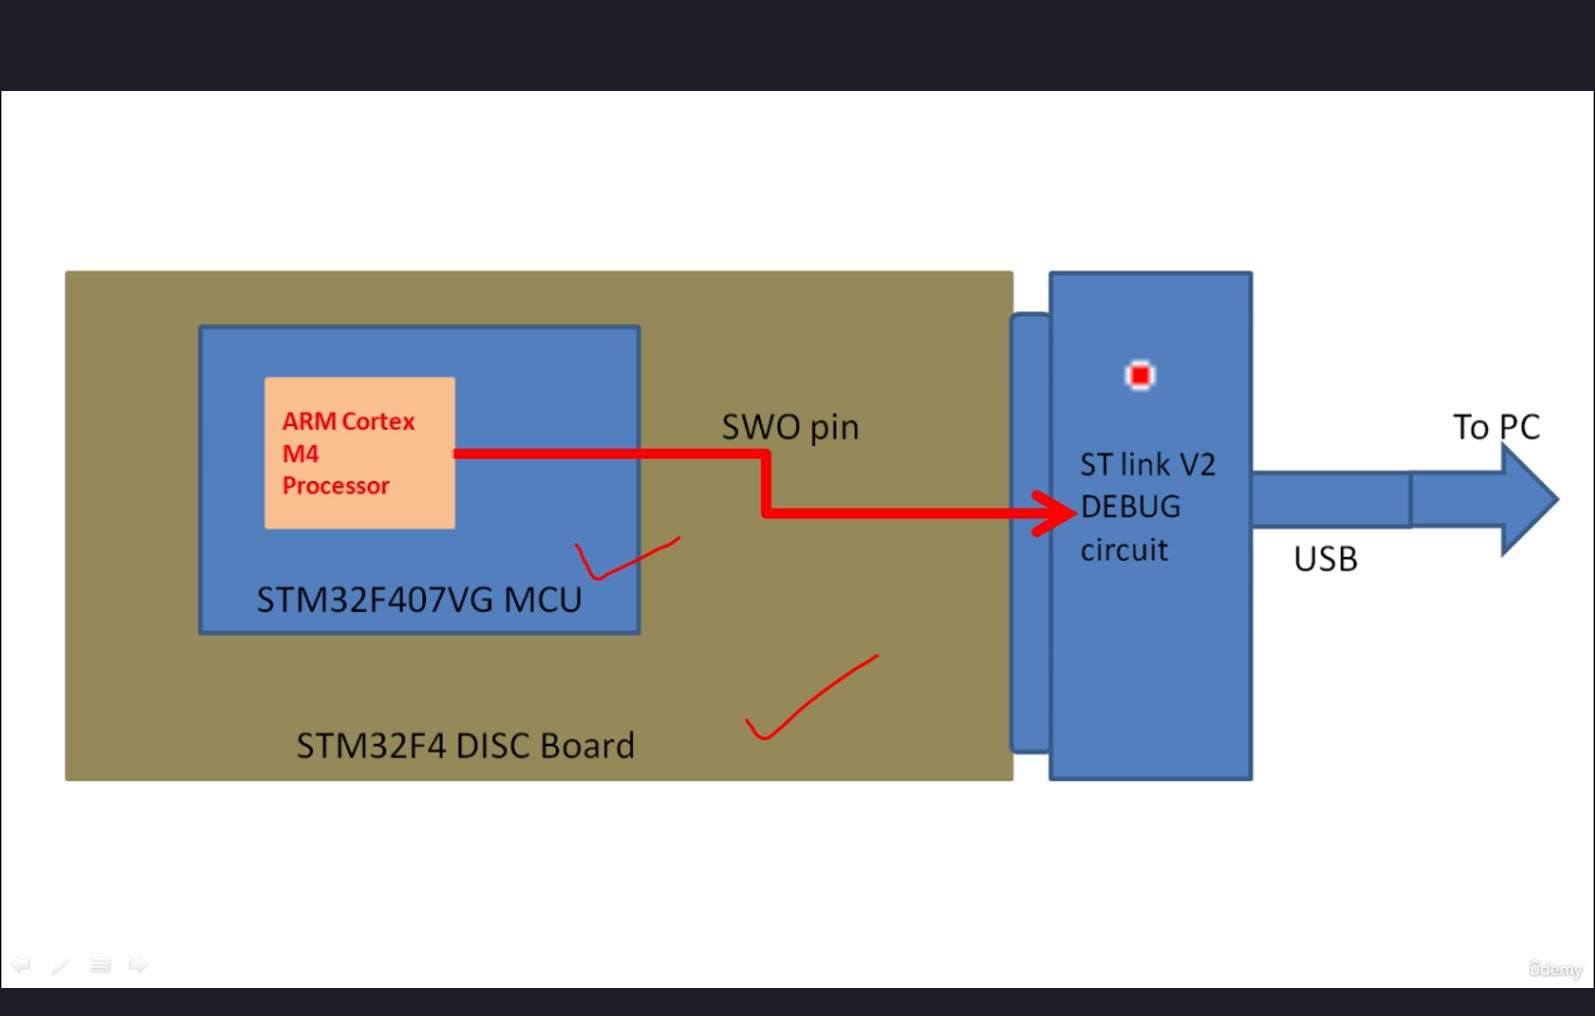 ARM Cortex
M4
Processor
STM32F407VG MCU
STM32F4 DISC Board
SWO pin
ST link V2
DEBUG
circuit
To PC
USB
ûdemy